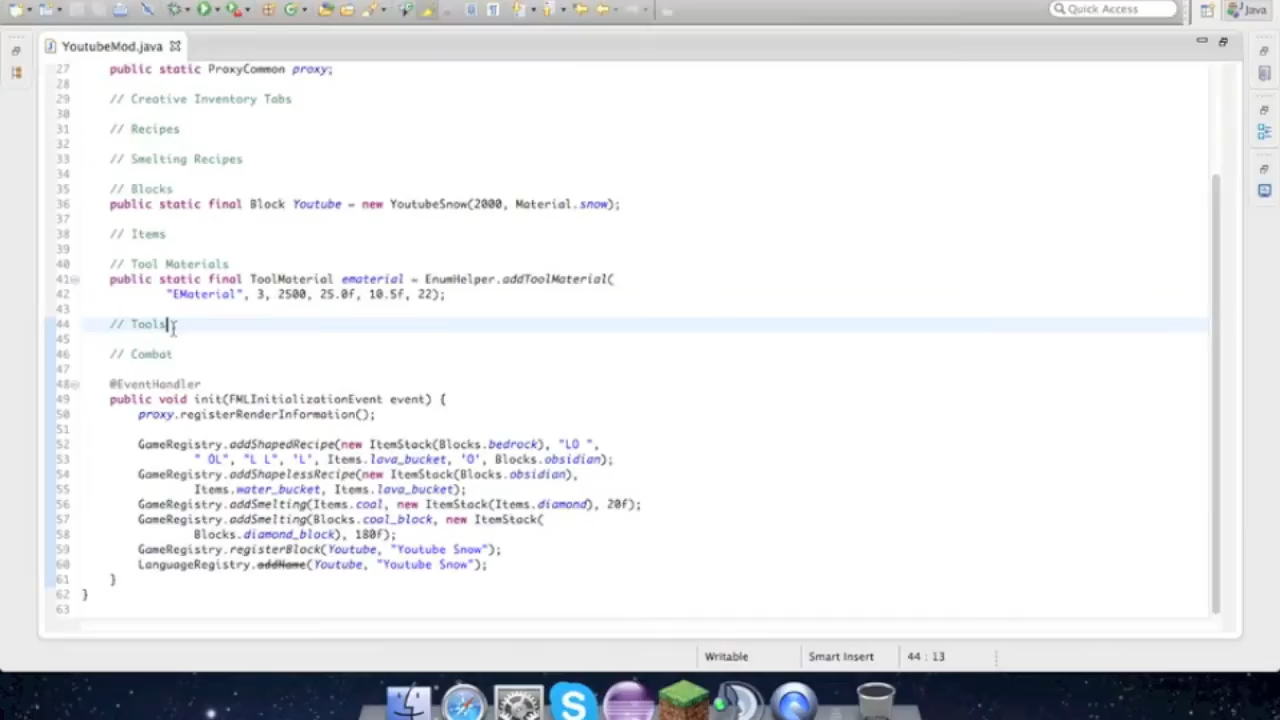 Quick Access
Java
YoutubeMod.java
27 public static ProxyCommon proxy;
28
29 // Creative Inventory Tabs
30
31 // Recipes
32
33 // Smelting Recipes
34
35 // Blocks
36 public static final Block Youtube = new YoutubeSnow(2000, Material.snow);
37
38 // Items
39
40 // Tool Materials
41 public static final ToolMaterial ematerial = EnumHelper.addToolMaterial(
42 "EMaterial", 3, 2500, 25.0f, 10.5f, 22);
43
44 // Tools
45
46 // Combat
47
48 @EventHandler
49 public void init(FMLInitializationEvent event) {
50 proxy.registerRenderInformation();
51
52 GameRegistry.addShapedRecipe(new ItemStack(Blocks.bedrock), "LO ",
53 " OL", "L L", 'L', Items.lava_bucket, 'O', Blocks.obsidian);
54 GameRegistry.addShapelessRecipe(new ItemStack(Blocks.obsidian),
55 Items.water_bucket, Items.lava_bucket);
56 GameRegistry.addSmelting(Items.coal, new ItemStack(Items.diamond), 20f);
57 GameRegistry.addSmelting(Blocks.coal_block, new ItemStack(
58 Blocks.diamond_block), 180f);
59 GameRegistry.registerBlock(Youtube, "Youtube Snow");
60 LanguageRegistry.addName(Youtube, "Youtube Snow");
61 }
62 }
63
Writable Smart Insert 44 : 13